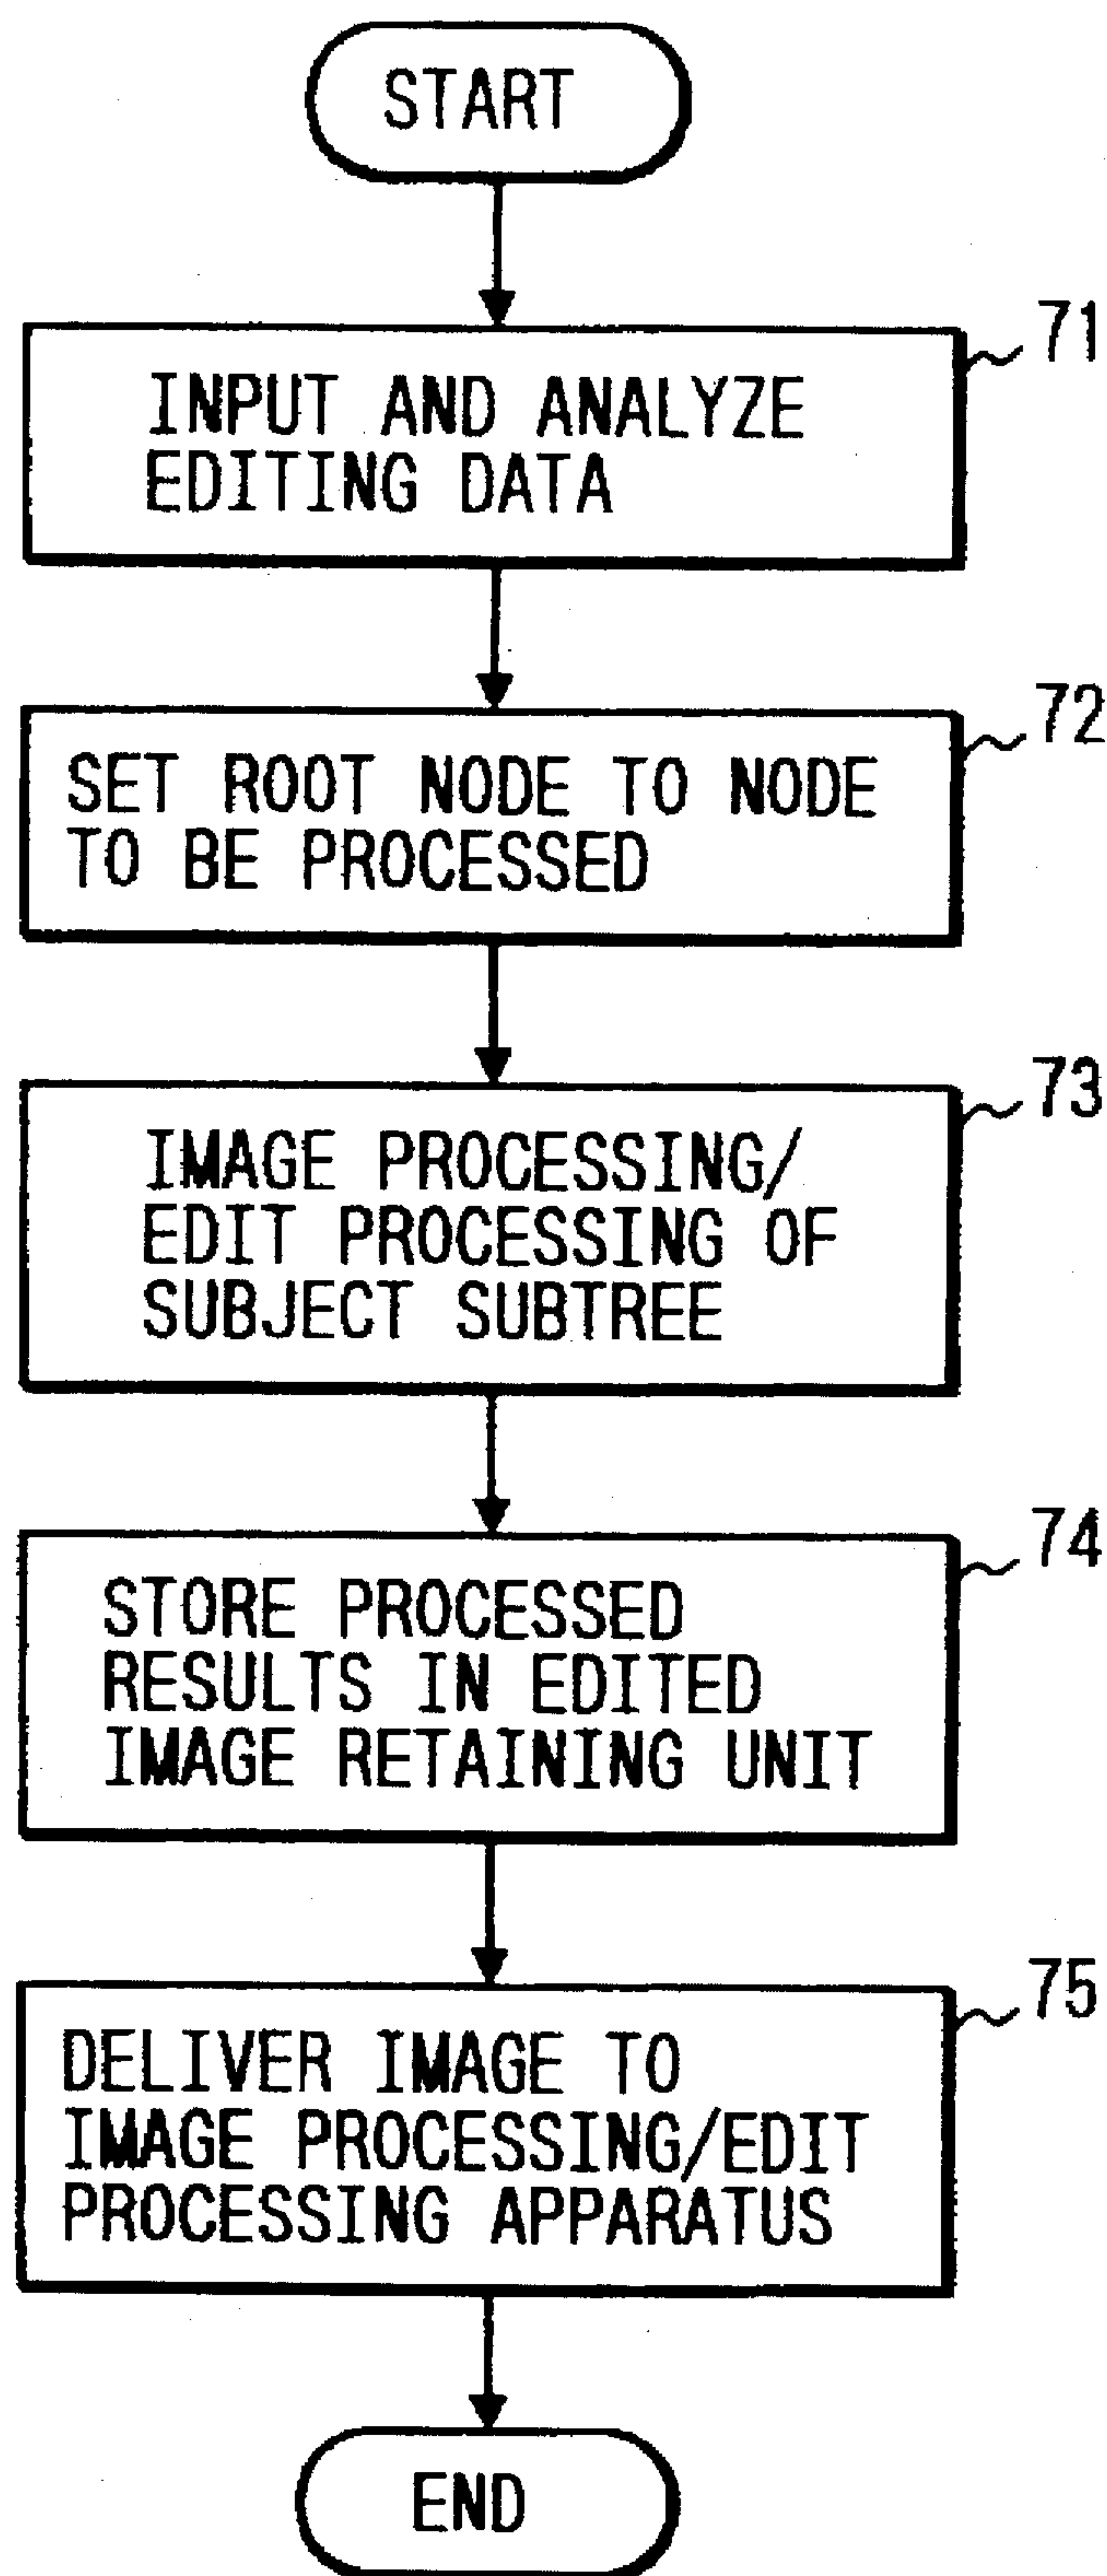 START
71
INPUT AND ANALYZE
EDITING DATA
72
SET ROOT NODE TO NODE
TO BE PROCESSED
73
IMAGE PROCESSING/
EDIT PROCESSING OF
SUBJECT SUBTREE
74
STORE PROCESSED
RESULTS IN EDITED
IMAGE RETAINING UNIT
75
DELIVER IMAGE TO
IMAGE PROCESSING/EDIT
PROCESSING APPARATUS
END